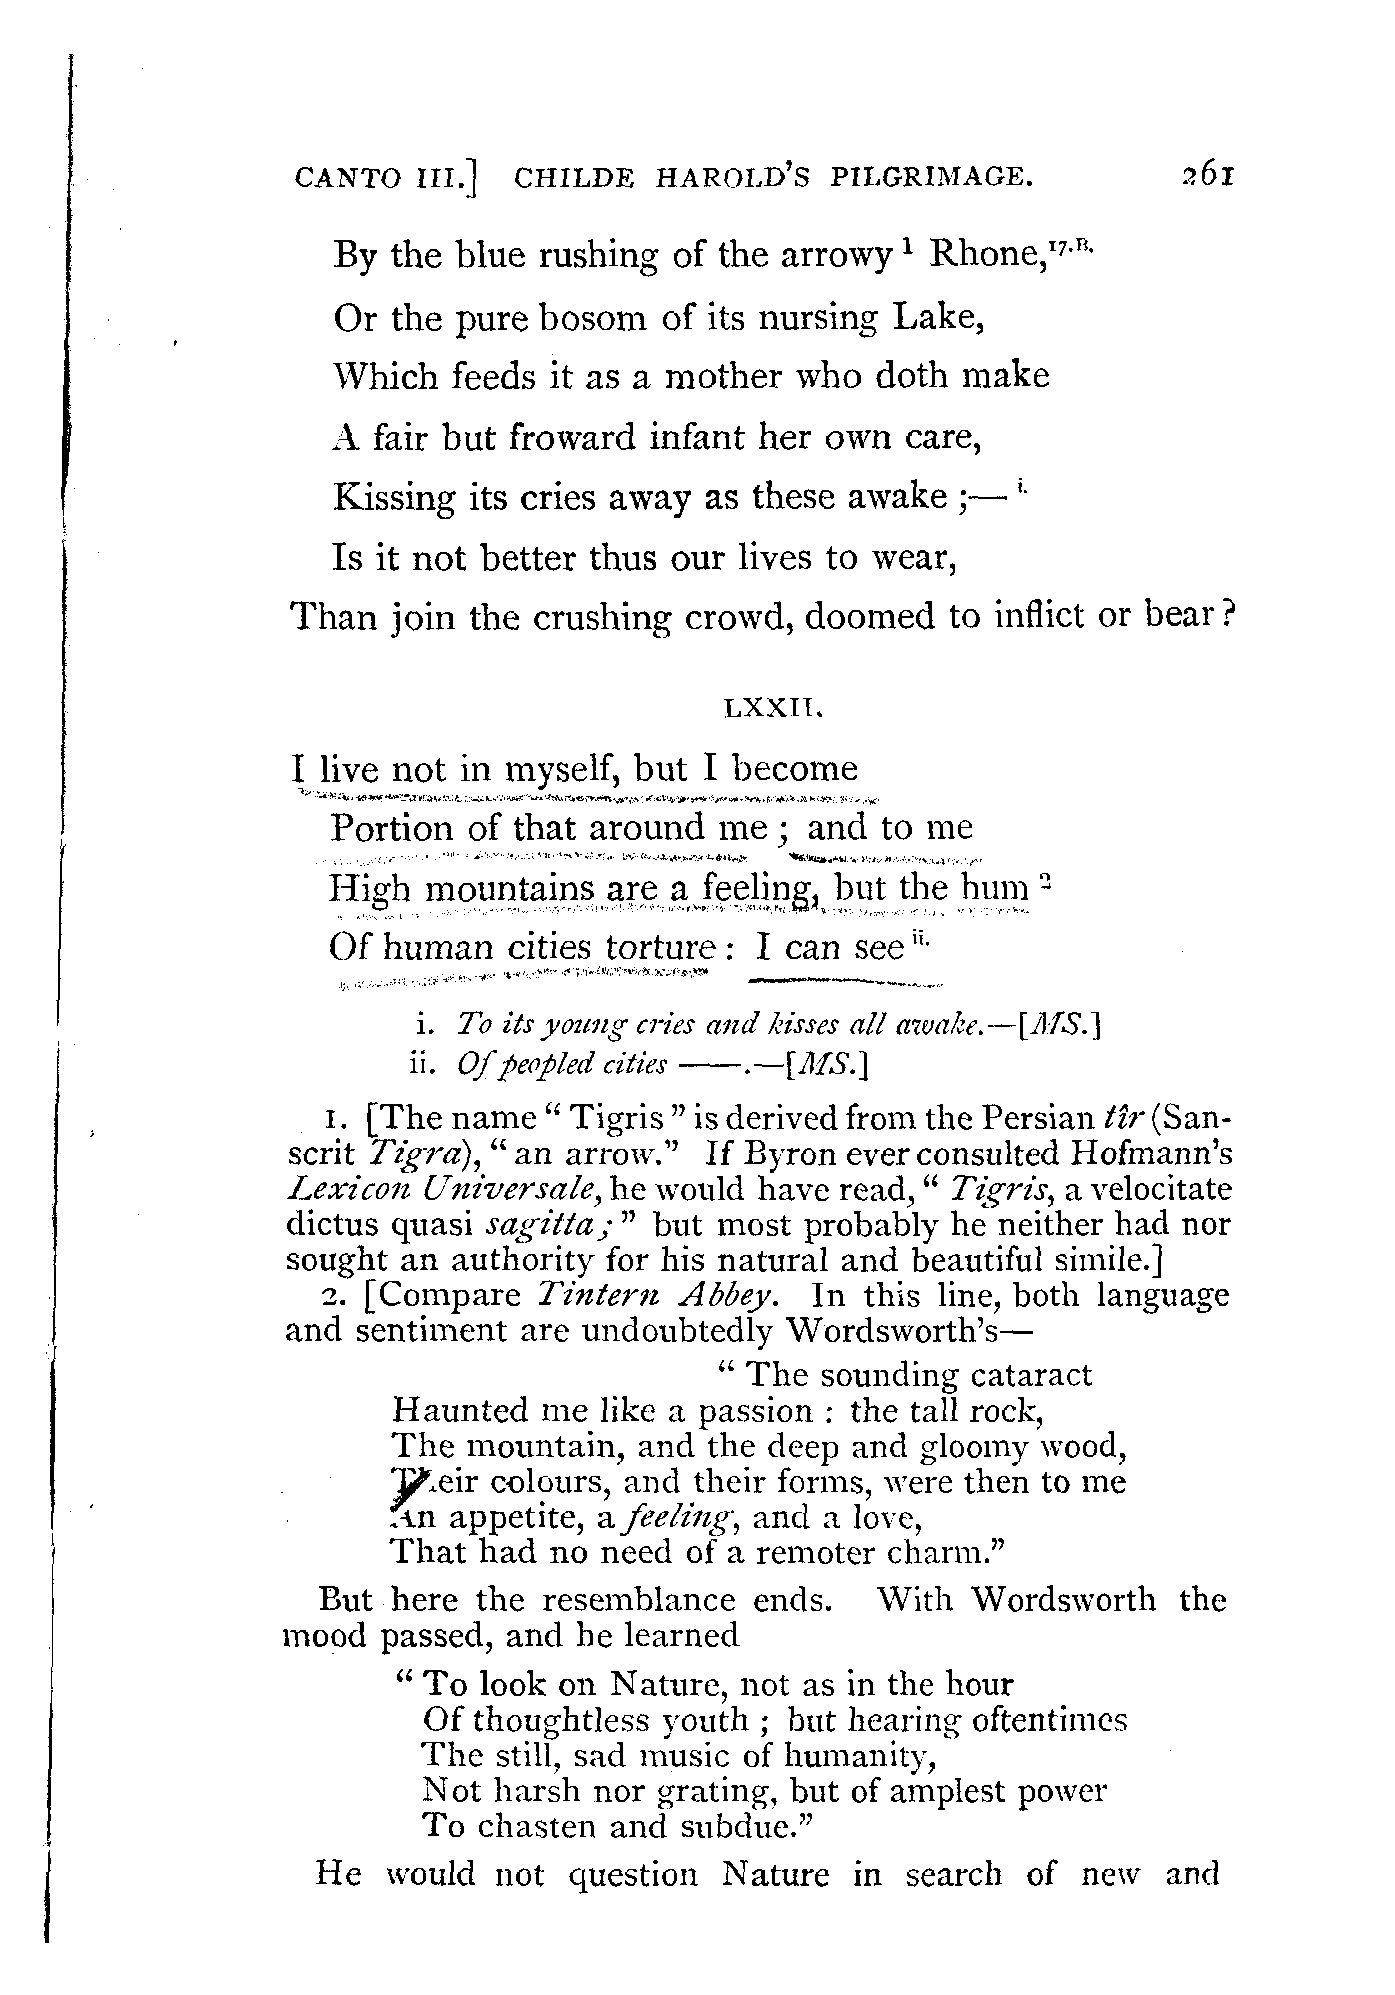 CANTO III.] CHILDE HAROLD'S PILGRIMAGE. 261
By the blue rushing of the arrowy ¹ Rhone,¹⁷·ᴮ·
Or the pure bosom of its nursing Lake,
Which feeds it as a mother who doth make
A fair but froward infant her own care,
Kissing its cries away as these awake ;— ⁱ·
Is it not better thus our lives to wear,
Than join the crushing crowd, doomed to inflict or bear ?
LXXII.
I live not in myself, but I become
Portion of that around me ; and to me
High mountains are a feeling, but the hum ²
Of human cities torture : I can see ⁱⁱ·
i. To its young cries and kisses all awake.—[MS.]
ii. Of peopled cities ——.—[MS.]
1. [The name " Tigris " is derived from the Persian tîr (San-
scrit Tigra), " an arrow." If Byron ever consulted Hofmann's
Lexicon Universale, he would have read, " Tigris, a velocitate
dictus quasi sagitta ; " but most probably he neither had nor
sought an authority for his natural and beautiful simile.]
2. [Compare Tintern Abbey. In this line, both language
and sentiment are undoubtedly Wordsworth's—
" The sounding cataract
Haunted me like a passion : the tall rock,
The mountain, and the deep and gloomy wood,
Their colours, and their forms, were then to me
An appetite, a feeling, and a love,
That had no need of a remoter charm."
But here the resemblance ends. With Wordsworth the
mood passed, and he learned
" To look on Nature, not as in the hour
Of thoughtless youth ; but hearing oftentimes
The still, sad music of humanity,
Not harsh nor grating, but of amplest power
To chasten and subdue."
He would not question Nature in search of new and